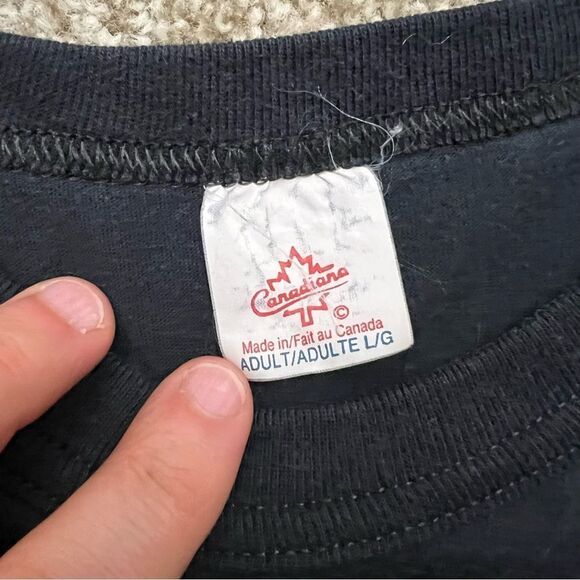 Canadiana
©
Made in/Fait au Canada
ADULT/ADULTE L/G